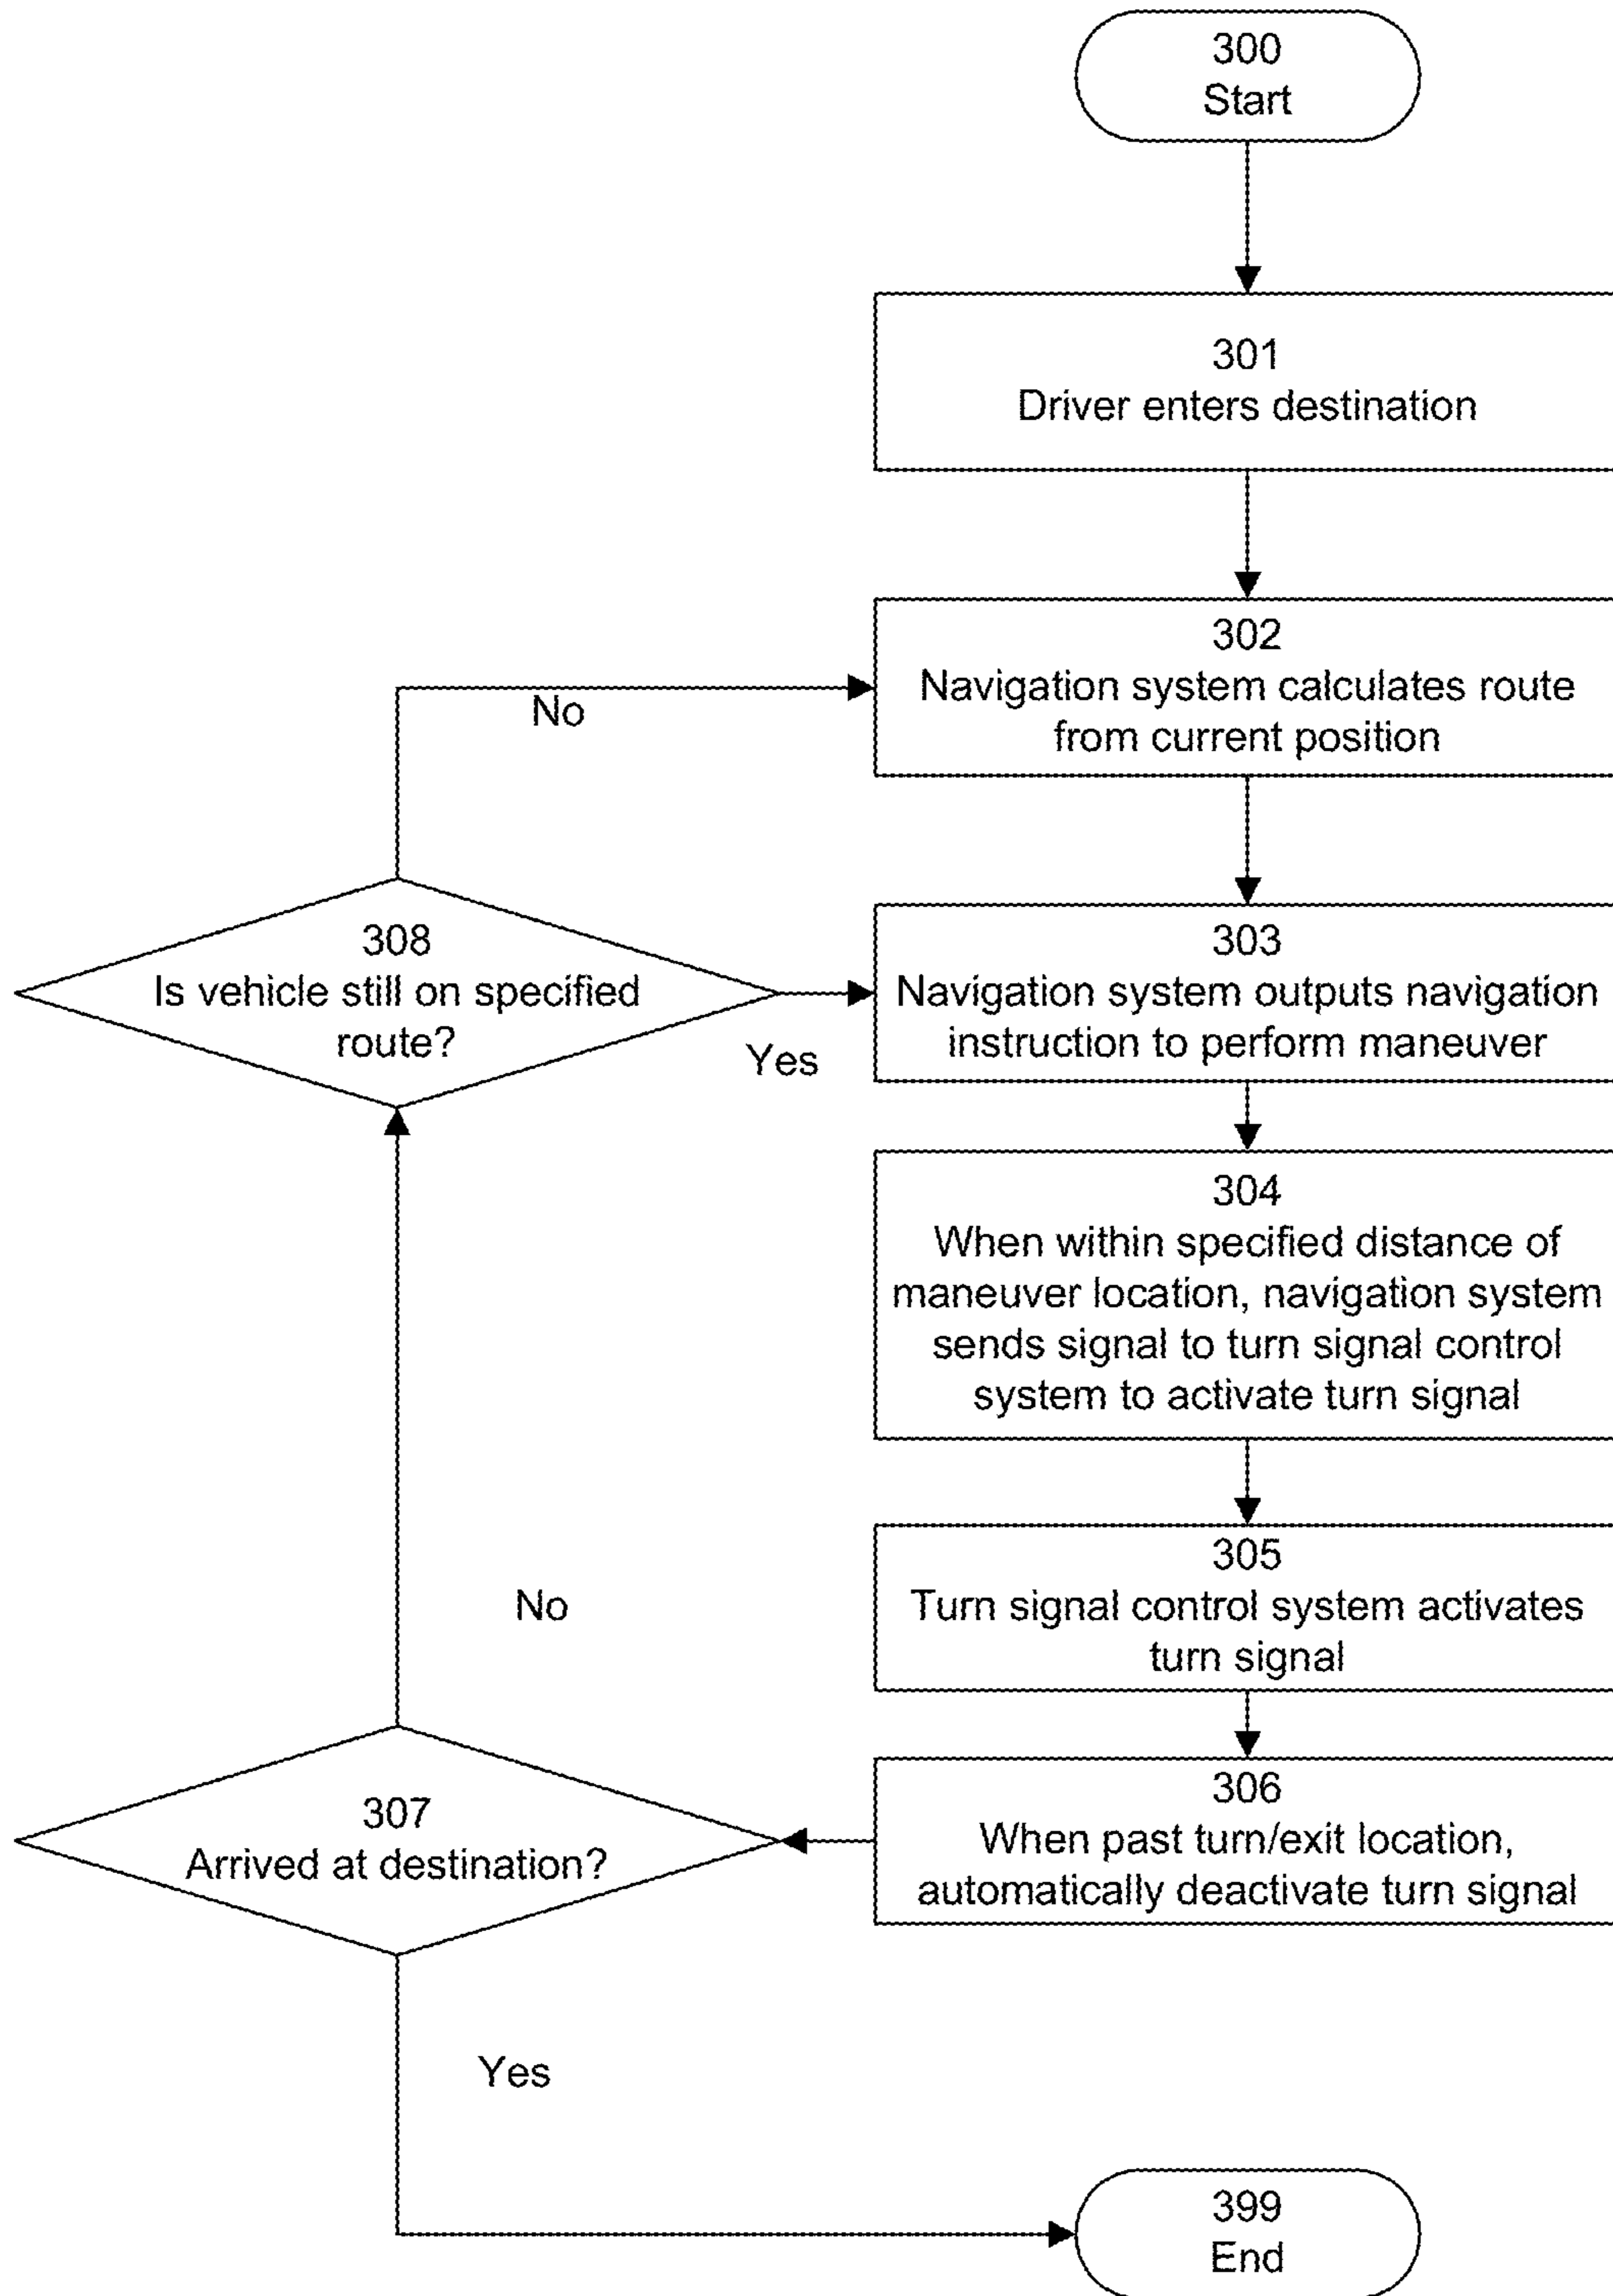 300
Start
301
Driver enters destination
302
Navigation system calculates route
from current position
No
308
Is vehicle still on specified
route?
Yes
303
Navigation system outputs navigation
instruction to perform maneuver
304
When within specified distance of
maneuver location, navigation system
sends signal to turn signal control
system to activate turn signal
305
Turn signal control system activates
turn signal
No
306
When past turn/exit location,
automatically deactivate turn signal
307
Arrived at destination?
Yes
399
End